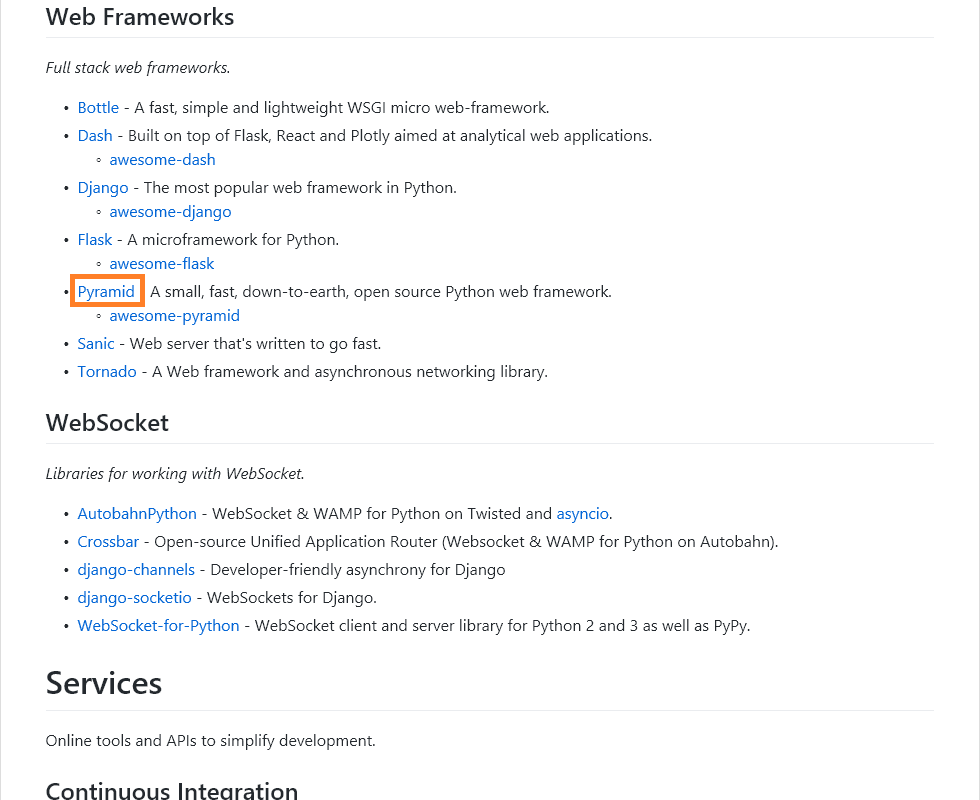 Web Frameworks
Full stack web frameworks.
• Bottle - A fast, simple and lightweight WSGI micro web-framework.
• Dash - Built on top of Flask, React and Plotly aimed at analytical web applications.
◦ awesome-dash
• Django - The most popular web framework in Python.
◦ awesome-django
• Flask - A microframework for Python.
◦ awesome-flask
• Pyramid A small, fast, down-to-earth, open source Python web framework.
◦ awesome-pyramid
• Sanic - Web server that's written to go fast.
• Tornado - A Web framework and asynchronous networking library.
WebSocket
Libraries for working with WebSocket.
• AutobahnPython - WebSocket & WAMP for Python on Twisted and asyncio.
• Crossbar - Open-source Unified Application Router (Websocket & WAMP for Python on Autobahn).
• django-channels - Developer-friendly asynchrony for Django
• django-socketio - WebSockets for Django.
• WebSocket-for-Python - WebSocket client and server library for Python 2 and 3 as well as PyPy.
Services
Online tools and APIs to simplify development.
Continuous Integration